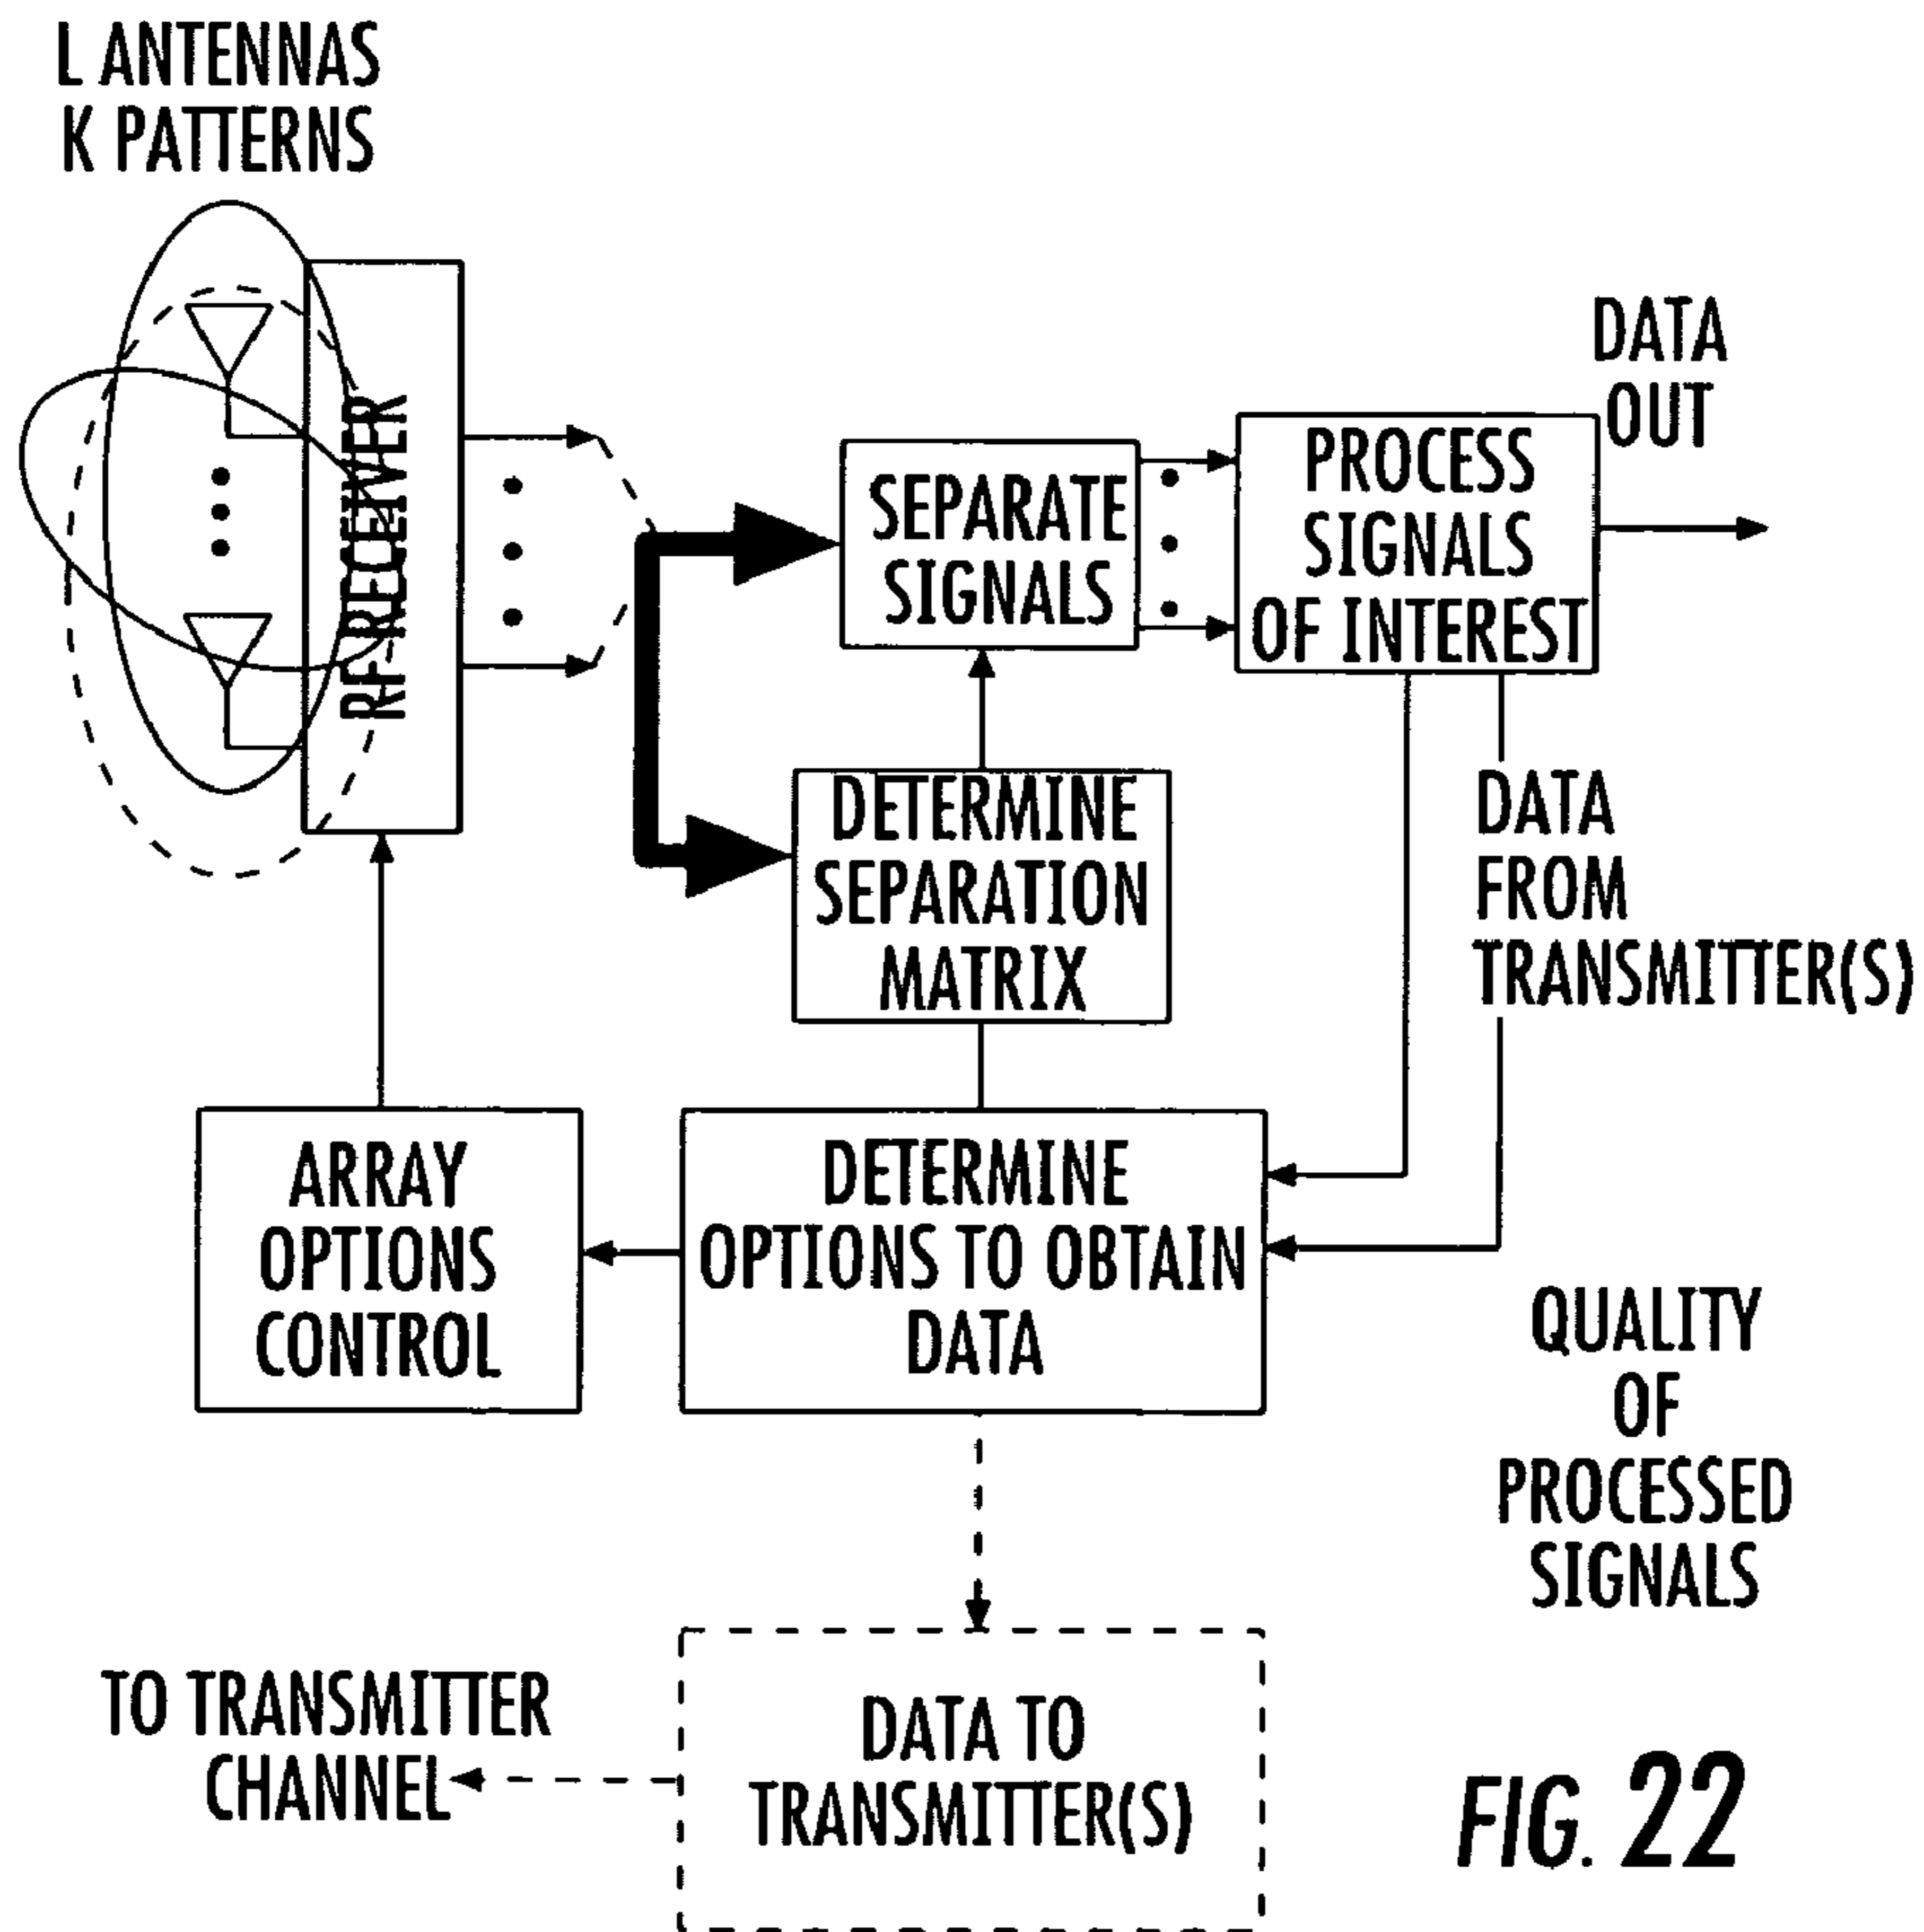 L ANTENNAS
K PATTERNS
RF RECEIVER
SEPARATE
SIGNALS
PROCESS
SIGNALS
OF INTEREST
DATA
OUT
DETERMINE
SEPARATION
MATRIX
DATA
FROM
TRANSMITTER(S)
ARRAY
OPTIONS
CONTROL
DETERMINE
OPTIONS TO OBTAIN
DATA
QUALITY
OF
PROCESSED
SIGNALS
TO TRANSMITTER
CHANNEL
DATA TO
TRANSMITTER(S)
FIG. 22